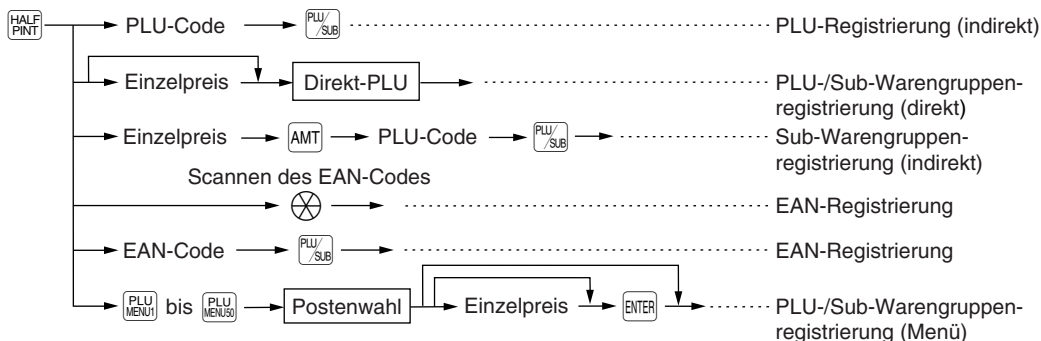 HALF PINT PLU-Code PLU/SUB PLU-Registrierung (indirekt)
Einzelpreis Direkt-PLU PLU-/Sub-Warengruppen-
registrierung (direkt)
Einzelpreis AMT PLU-Code PLU/SUB Sub-Warengruppen-
registrierung (indirekt)
Scannen des EAN-Codes
EAN-Registrierung
EAN-Code PLU/SUB EAN-Registrierung
PLU MENU1 bis PLU MENU50 Postenwahl Einzelpreis ENTER PLU-/Sub-Warengruppen-
registrierung (Menü)